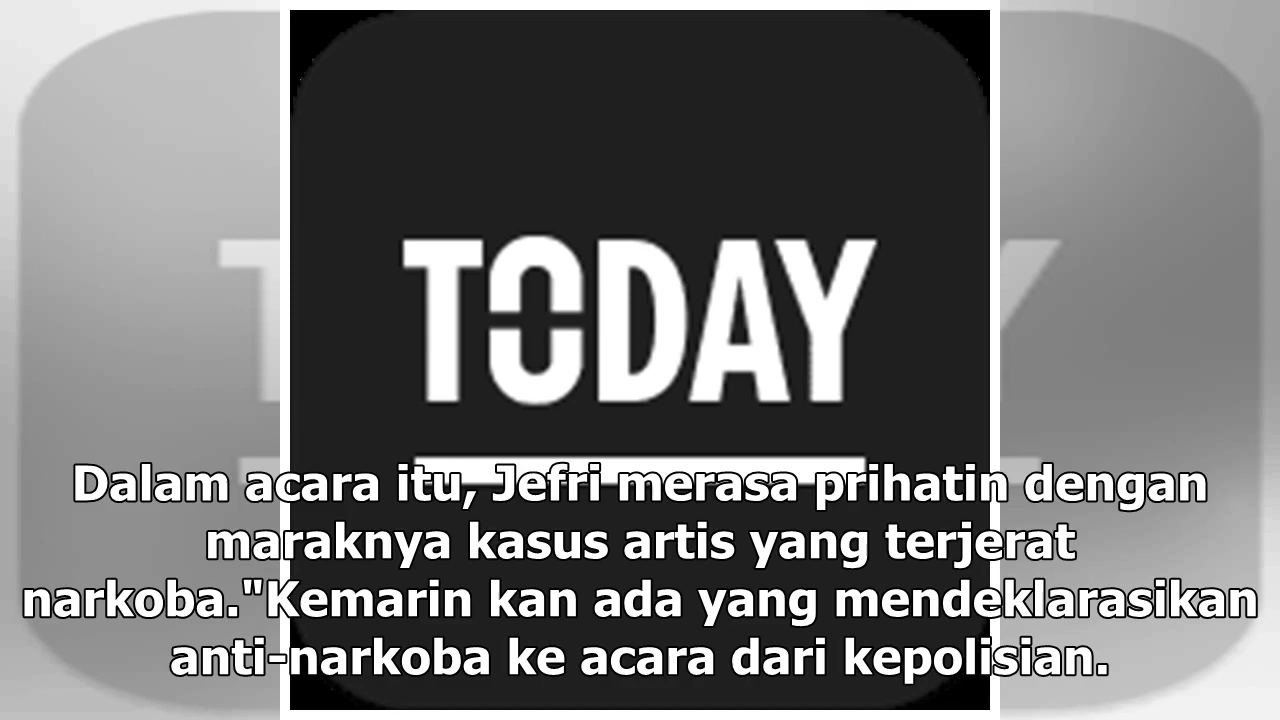 TODAY
Dalam acara itu, Jefri merasa prihatin dengan
maraknya kasus artis yang terjerat
narkoba."Kemarin kan ada yang mendeklarasikan
anti-narkoba ke acara dari kepolisian.